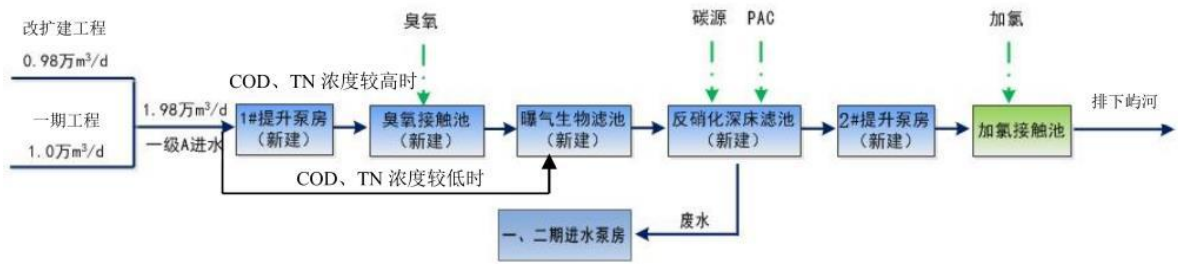 改扩建工程
0.98万m³/d
一期工程
1.0万m³/d
1.98万m³/d
一级A进水
COD、TN 浓度较高时
COD、TN 浓度较低时
1#提升泵房
(新建)
臭氧
臭氧接触池
(新建)
曝气生物滤池
(新建)
碳源
PAC
反硝化深床滤池
(新建)
废水
一、二期进水泵房
2#提升泵房
(新建)
加氯
加氯接触池
排下屿河